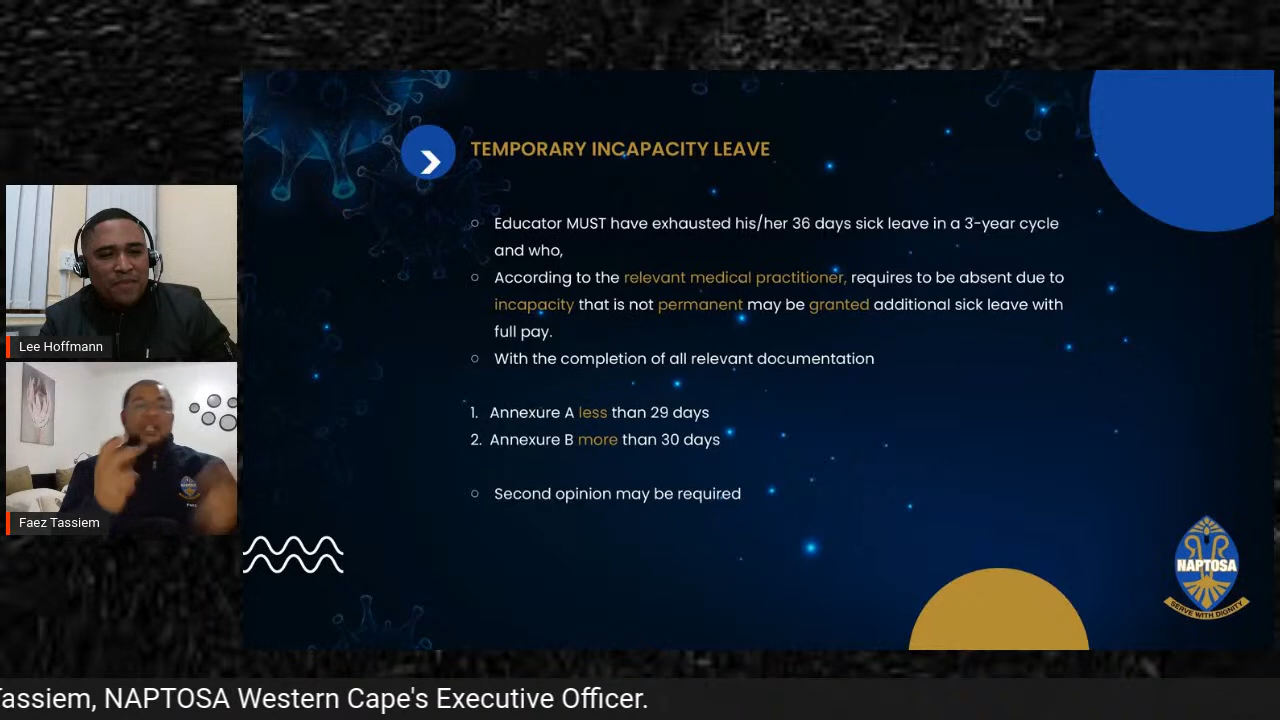 TEMPORARY INCAPACITY LEAVE
Educator MUST have exhausted his/her 36 days sick leave in a 3-year cycle
and who,
According to the relevant medical practitioner, requires to be absent due to
incapacity that is not permanent may be granted additional sick leave with
full pay.
With the completion of all relevant documentation
1. Annexure A less than 29 days
2. Annexure B more than 30 days
Second opinion may be required
Lee Hoffmann
NAPTOSA
Faez Tassiem
NAPTOSA
SERVE WITH DIGNITY
assiem, NAPTOSA Western Cape's Executive Officer.